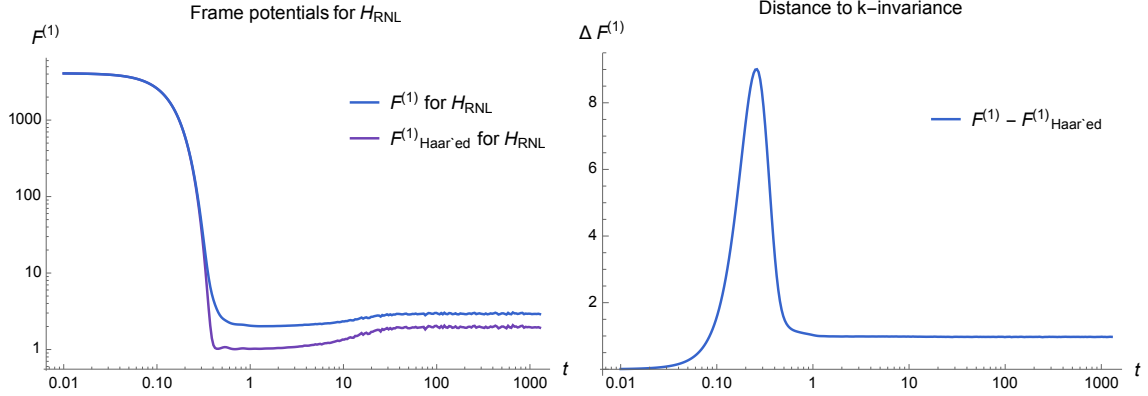 Frame potentials for H_RNL
F^(1)
1000
100
10
1
0.01 0.10 1 10 100 1000 t
F^(1) for H_RNL
F^(1)_Haar`ed for H_RNL
Distance to k-invariance
Δ F^(1)
8
6
4
2
0.01 0.10 1 10 100 1000 t
F^(1) − F^(1)_Haar`ed